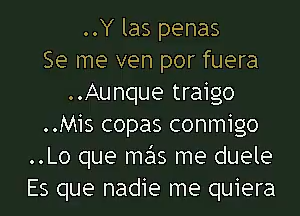 ..Y las penas
Se me ven por fuera
..Aunque traigo
..Mis copas conmigo
..Lo que más me duele
Es que nadie me quiera